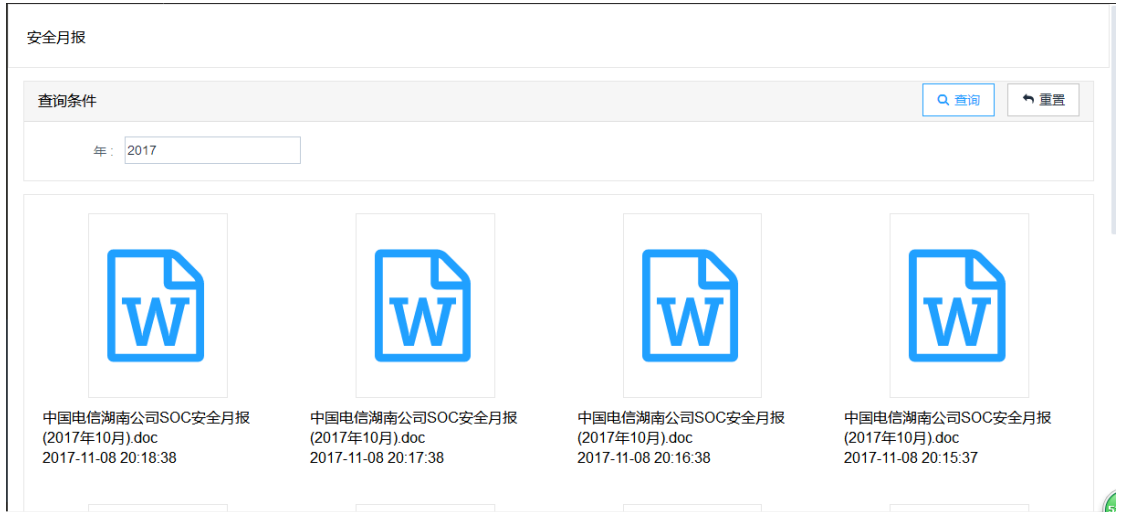 安全月报
查询条件
查询
重置
年：
2017
W
W
W
W
中国电信湖南公司SOC安全月报
(2017年10月).doc
2017-11-08 20:18:38
中国电信湖南公司SOC安全月报
(2017年10月).doc
2017-11-08 20:17:38
中国电信湖南公司SOC安全月报
(2017年10月).doc
2017-11-08 20:16:38
中国电信湖南公司SOC安全月报
(2017年10月).doc
2017-11-08 20:15:37